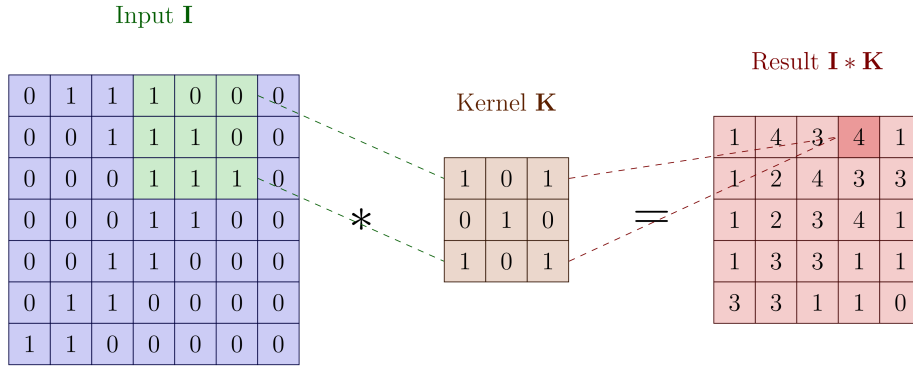 Input I
0 1 1 1 0 0 0
0 0 1 1 1 0 0
0 0 0 1 1 1 0
0 0 0 1 1 0 0
0 0 1 1 0 0 0
0 1 1 0 0 0 0
1 1 0 0 0 0 0
*
Kernel K
1 0 1
0 1 0
1 0 1
=
Result I * K
1 4 3 4 1
1 2 4 3 3
1 2 3 4 1
1 3 3 1 1
3 3 1 1 0